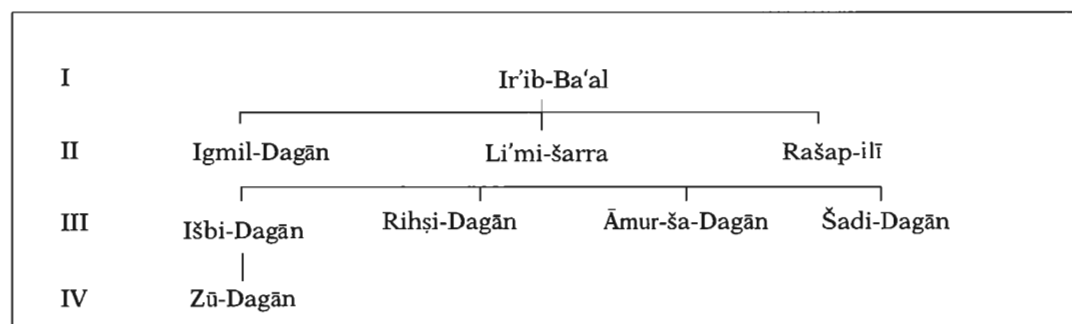 I Ir’ib-Ba‘al
II Igmil-Dagān Li’mi-šarra Rašap-ilī
III Išbi-Dagān Rihṣi-Dagān Āmur-ša-Dagān Šadi-Dagān
IV Zū-Dagān